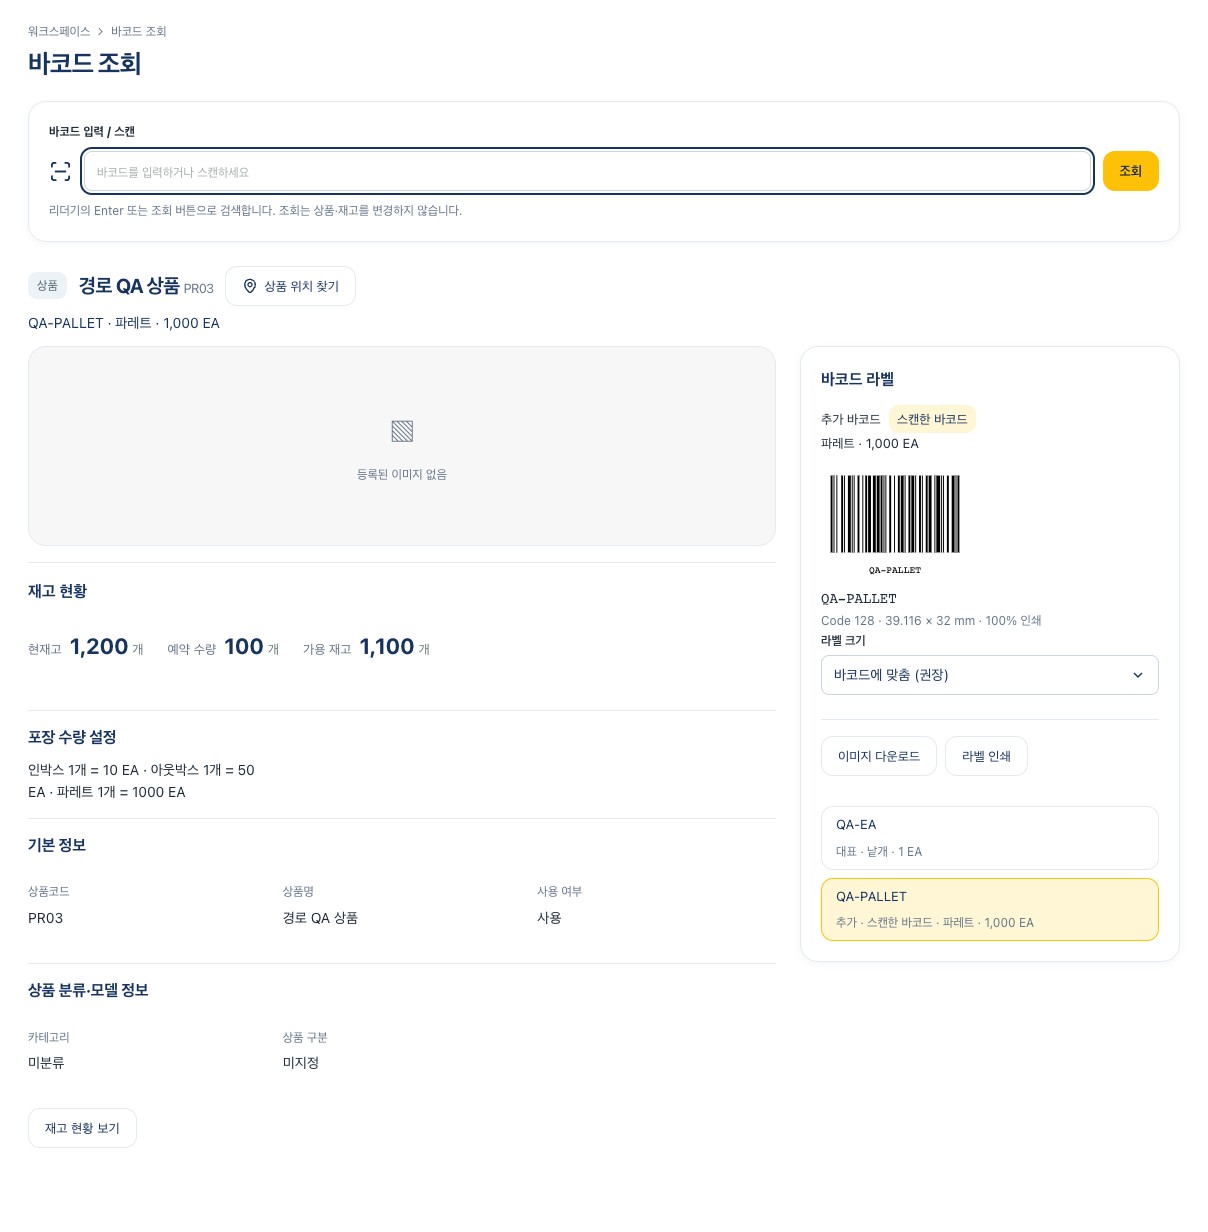 워크스페이스 > 바코드 조회
바코드 조회
바코드 입력 / 스캔
바코드를 입력하거나 스캔하세요
조회
리더기의 Enter 또는 조회 버튼으로 검색합니다. 조회는 상품·재고를 변경하지 않습니다.
상품 경로 QA 상품 PR03 상품 위치 찾기
QA-PALLET · 파레트 · 1,000 EA
등록된 이미지 없음
재고 현황
현재고 1,200 개 예약 수량 100 개 가용 재고 1,100 개
포장 수량 설정
인박스 1개 = 10 EA · 아웃박스 1개 = 50
EA · 파레트 1개 = 1000 EA
기본 정보
상품코드 상품명 사용 여부
PR03 경로 QA 상품 사용
상품 분류·모델 정보
카테고리 상품 구분
미분류 미지정
재고 현황 보기
바코드 라벨
추가 바코드 스캔한 바코드
파레트 · 1,000 EA
QA-PALLET
QA-PALLET
Code 128 · 39.116 × 32 mm · 100% 인쇄
라벨 크기
바코드에 맞춤 (권장)
이미지 다운로드 라벨 인쇄
QA-EA
대표 · 낱개 · 1 EA
QA-PALLET
추가 · 스캔한 바코드 · 파레트 · 1,000 EA